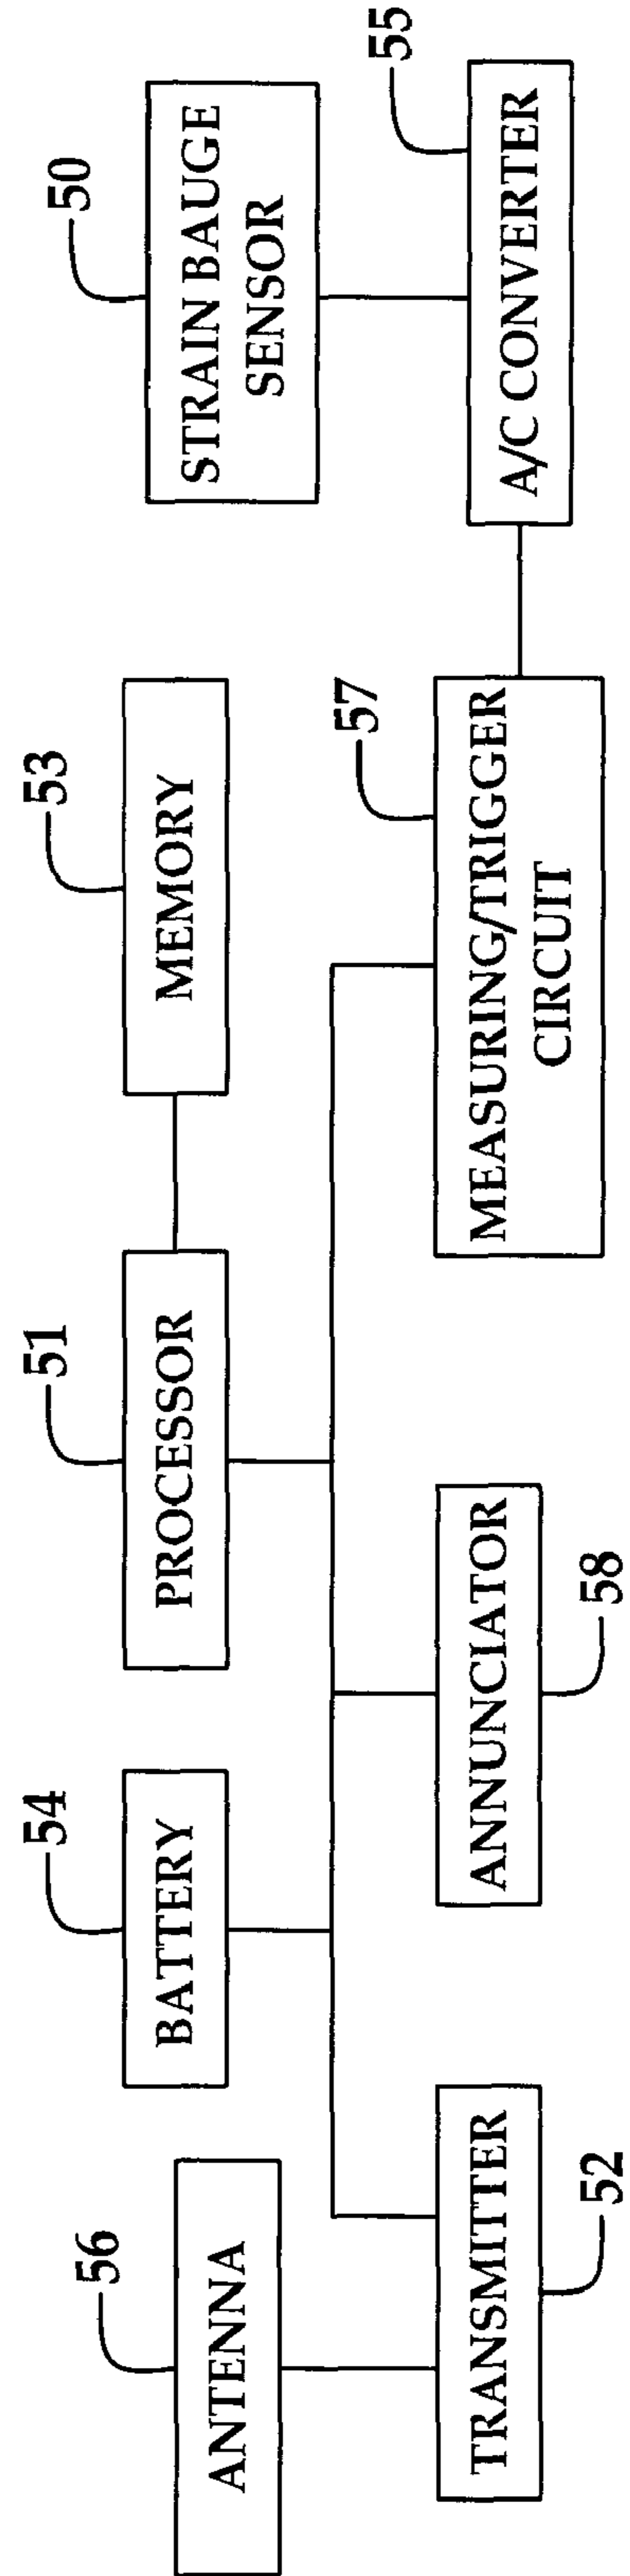 56
ANTENNA
54
BATTERY
51
PROCESSOR
53
MEMORY
50
STRAIN BAUGE
SENSOR
TRANSMITTER
52
ANNUNCIATOR
58
57
MEASURING/TRIGGER
CIRCUIT
55
A/C CONVERTER